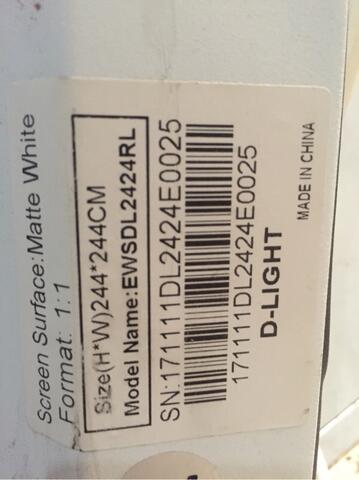 Screen Surface:Matte White
Format: 1:1
Size(H*W)244*244CM
Model Name:EWSDL2424RL
SN:171111DL2424E0025
171111DL2424E0025
D-LIGHT
MADE IN CHINA